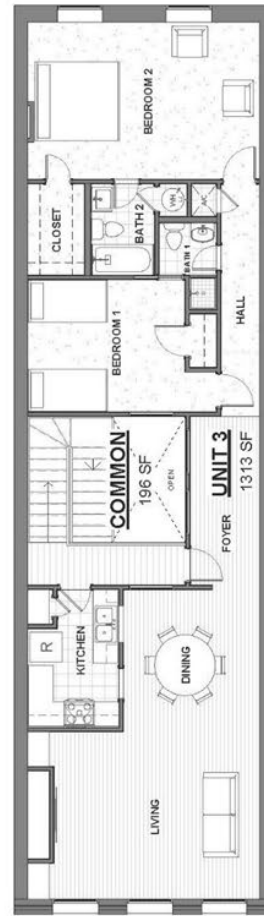 BEDROOM 2
CLOSET
BATH 2
WH
A/C
BATH 1
HALL
BEDROOM 1
COMMON
196 SF
OPEN
UNIT 3
1313 SF
FOYER
R
KITCHEN
DINING
LIVING